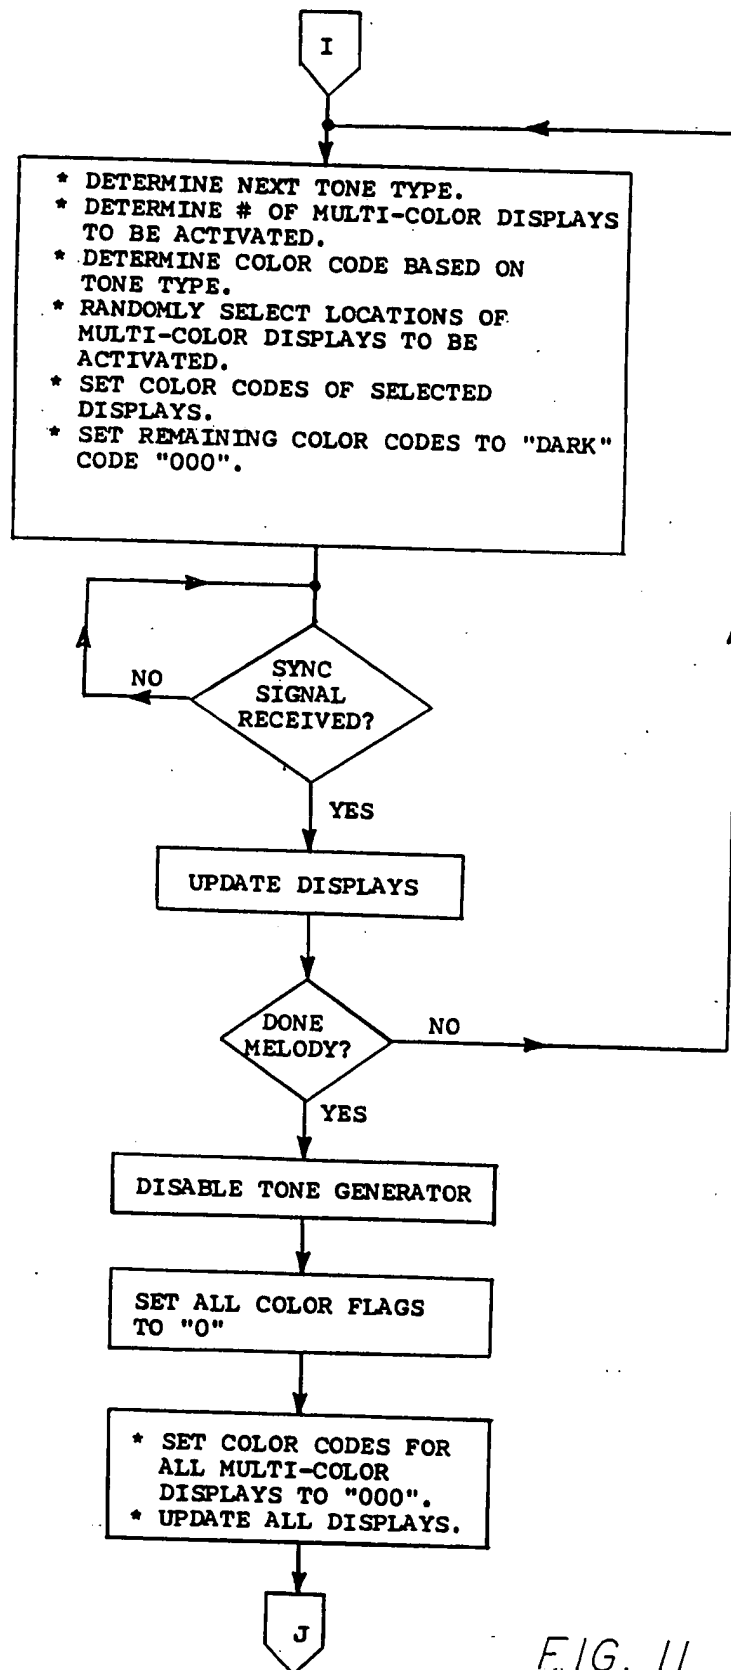 I
* DETERMINE NEXT TONE TYPE.
* DETERMINE # OF MULTI-COLOR DISPLAYS
TO BE ACTIVATED.
* DETERMINE COLOR CODE BASED ON
TONE TYPE.
* RANDOMLY SELECT LOCATIONS OF
MULTI-COLOR DISPLAYS TO BE
ACTIVATED.
* SET COLOR CODES OF SELECTED
DISPLAYS.
* SET REMAINING COLOR CODES TO "DARK"
CODE "000".
NO
SYNC
SIGNAL
RECEIVED?
YES
UPDATE DISPLAYS
DONE
MELODY?
NO
YES
DISABLE TONE GENERATOR
SET ALL COLOR FLAGS
TO "0"
* SET COLOR CODES FOR
ALL MULTI-COLOR
DISPLAYS TO "000".
* UPDATE ALL DISPLAYS.
J
FIG. 11